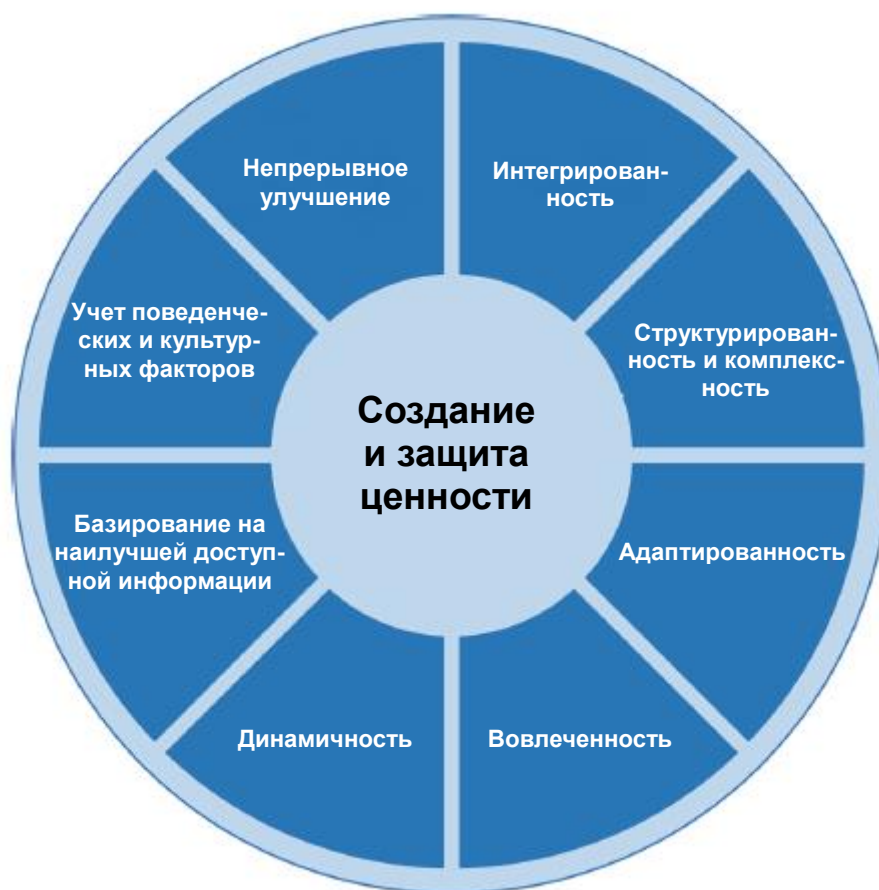 Непрерывное
улучшение
Интегрирован-
ность
Учет поведенче-
ских и культур-
ных факторов
Структурирован-
ность и комплекс-
ность
Создание
и защита
ценности
Базирование на
наилучшей доступ-
ной информации
Адаптированность
Динамичность
Вовлеченность